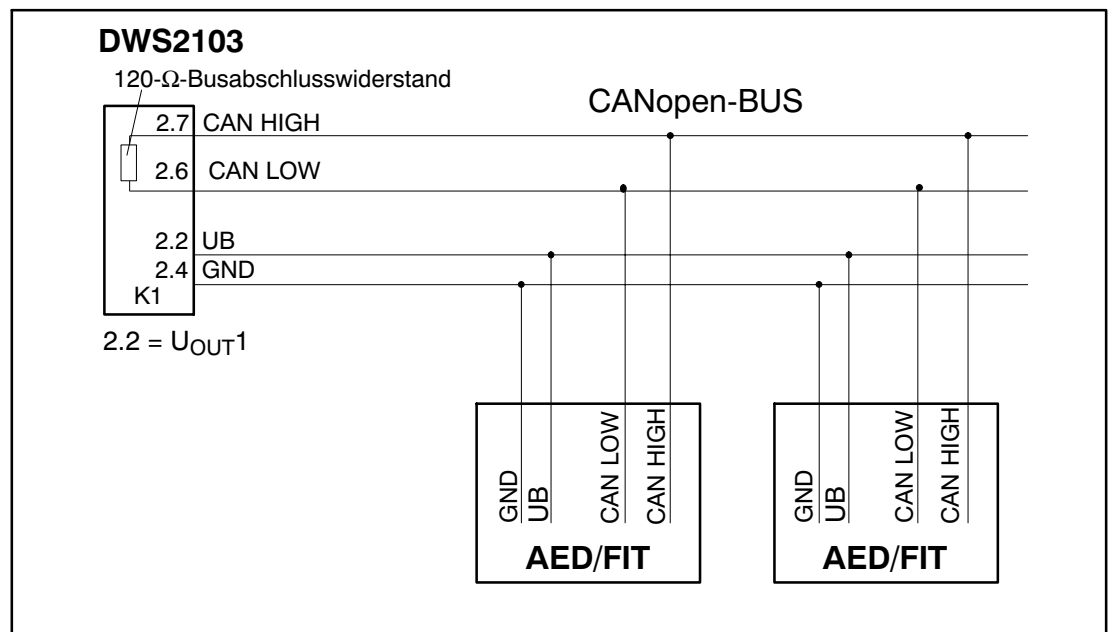 DWS2103
120-Ω-Busabschlusswiderstand
CANopen-BUS
2.7 CAN HIGH
2.6 CAN LOW
2.2 UB
2.4 GND
K1
2.2 = UOUT1
GND
UB
CAN LOW
CAN HIGH
AED/FIT
GND
UB
CAN LOW
CAN HIGH
AED/FIT